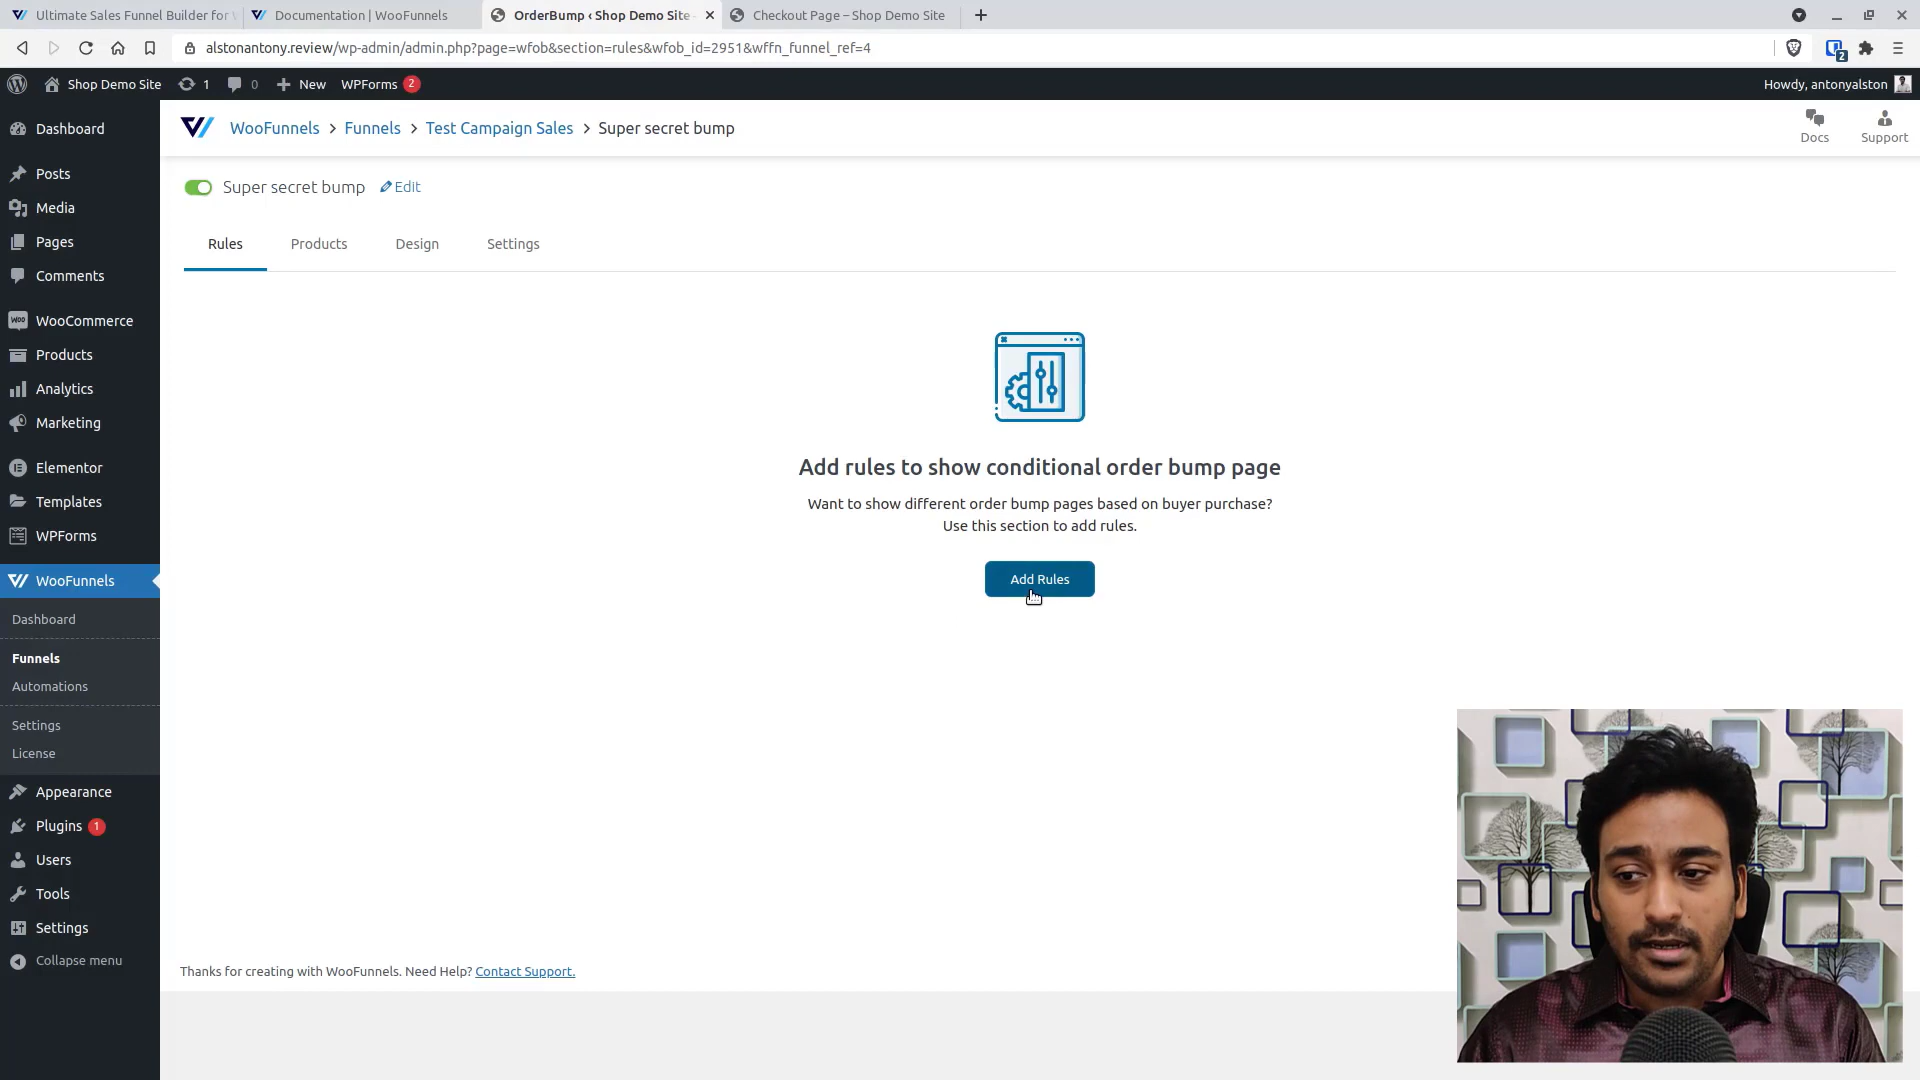 Ultimate Sales Funnel Builder for
Documentation | WooFunnels
OrderBump ‹ Shop Demo Site
Checkout Page – Shop Demo Site
alstonantony.review/wp-admin/admin.php?page=wfob&section=rules&wfob_id=2951&wffn_funnel_ref=4
2
Shop Demo Site
1
0
New
WPForms 2
Howdy, antonyalston
Dashboard
Posts
Media
Pages
Comments
WOO WooCommerce
Products
Analytics
Marketing
Elementor
Templates
WPForms
WooFunnels
Dashboard
Funnels
Automations
Settings
License
Appearance
Plugins 1
Users
Tools
Settings
Collapse menu
WooFunnels > Funnels > Test Campaign Sales > Super secret bump
Docs
Support
Super secret bump Edit
Rules
Products
Design
Settings
Add rules to show conditional order bump page
Want to show different order bump pages based on buyer purchase?
Use this section to add rules.
Add Rules
Thanks for creating with WooFunnels. Need Help? Contact Support.